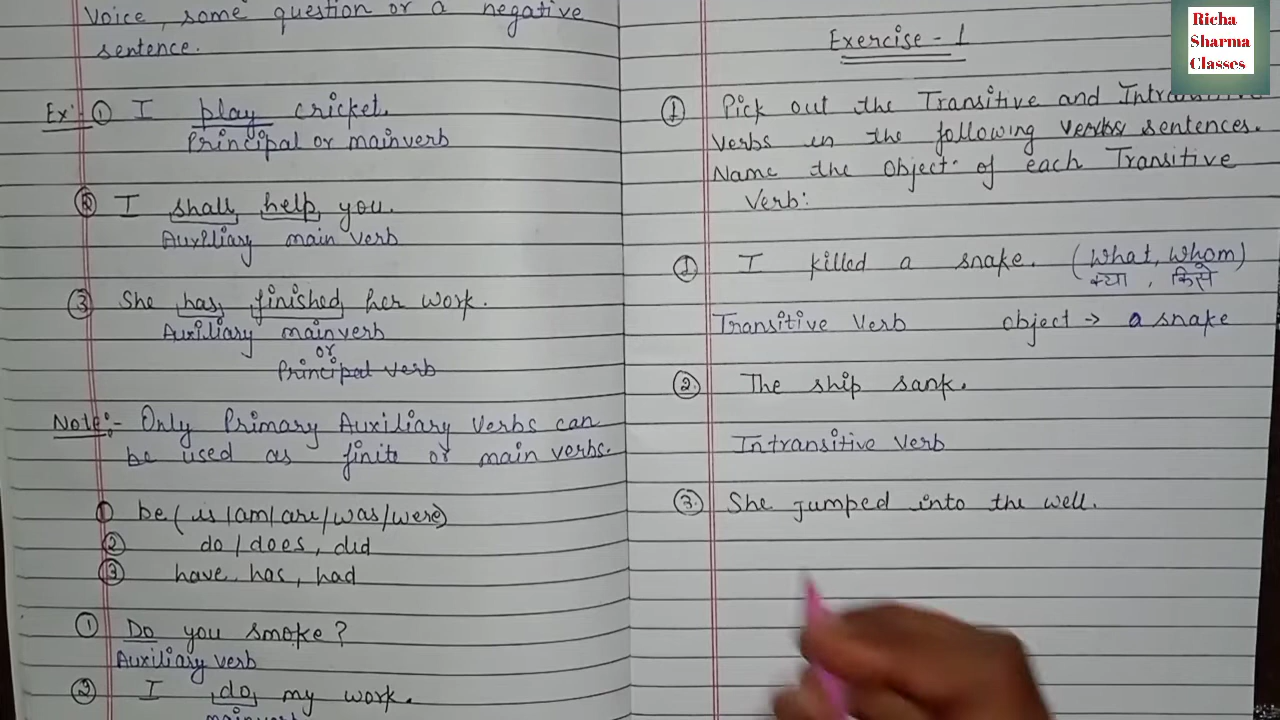 voice, some question or a negative
sentence.
Ex: ① I play cricket.
Principal or mainverb
② I shall help you.
Auxiliary main verb
③ She has finished her work.
Auxiliary mainverb
or
Principal verb
Note:- Only Primary Auxiliary verbs can
be used as finite or main verbs.
① be (is/am/are/was/were)
② do/does, did
③ have has, had
① Do you smoke?
Auxiliary verb
② I do my work.
mainverb
Richa
Sharma
Classes
Exercise - 1
① Pick out the Transitive and
verbs in the following verbs sentences.
Name the object of each Transitive
Verb:
① I killed a snake. (what, whom)
क्या, किसे
Transitive Verb object → a snake
② The ship sank.
Intransitive Verb
③ She jumped into the well.